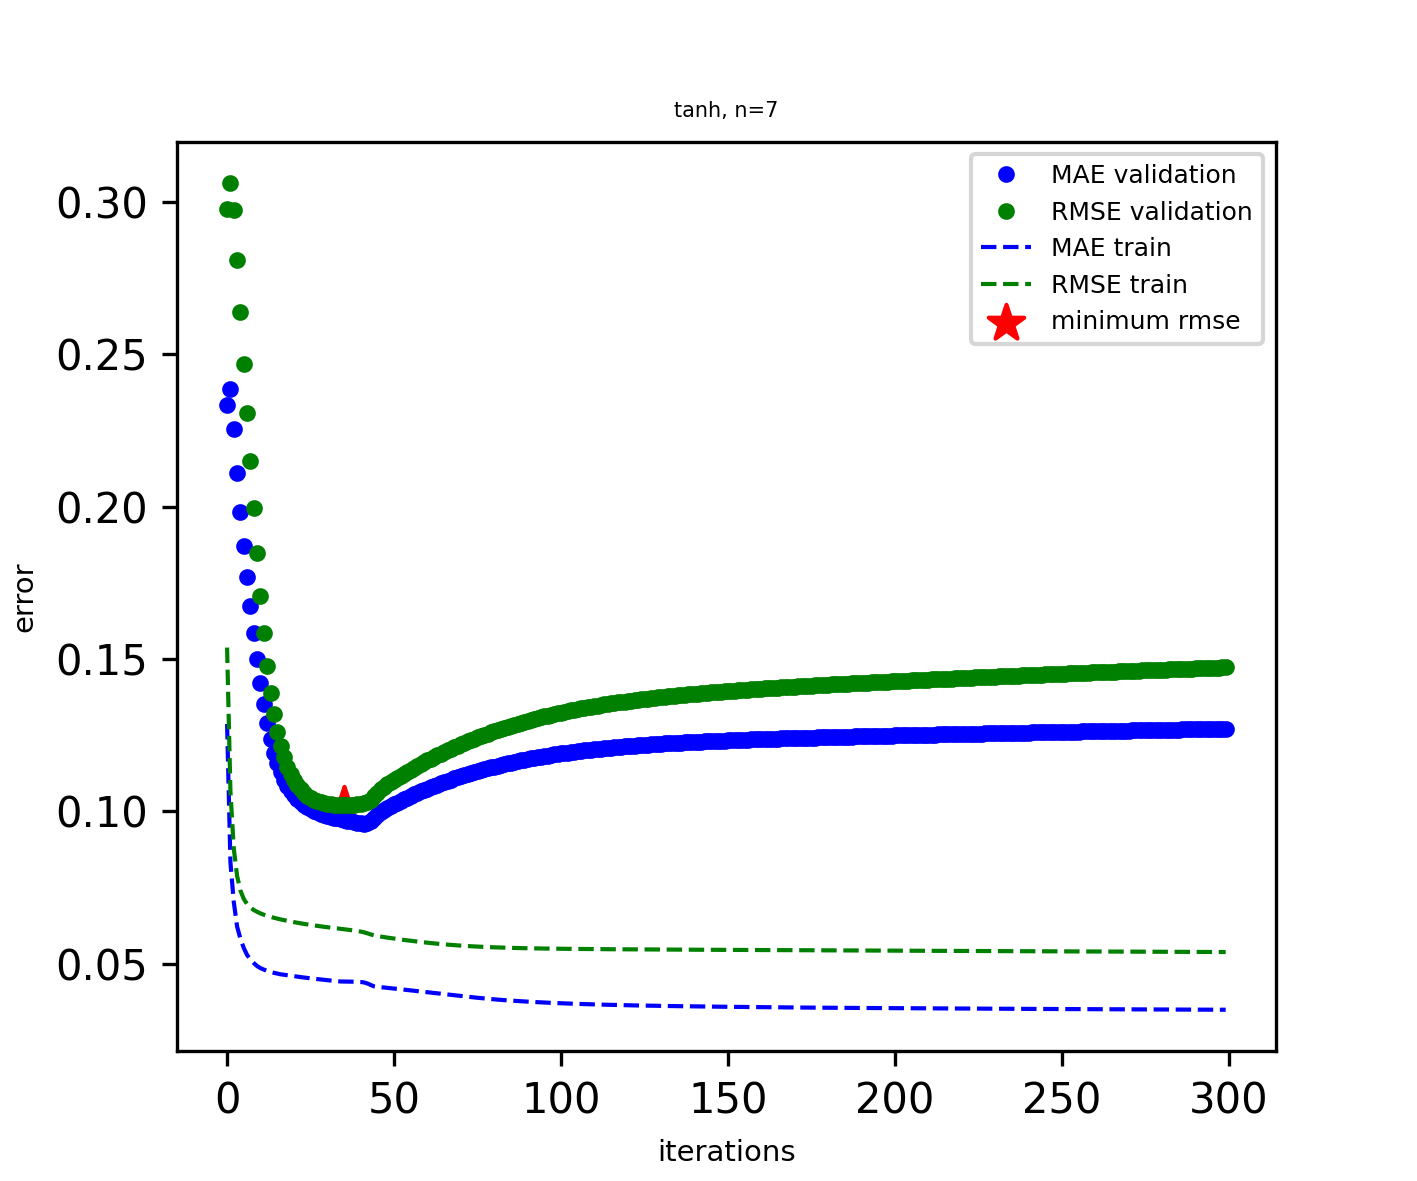 tanh, n=7
MAE validation
RMSE validation
MAE train
RMSE train
minimum rmse
error
0.30
0.25
0.20
0.15
0.10
0.05
0 50 100 150 200 250 300
iterations